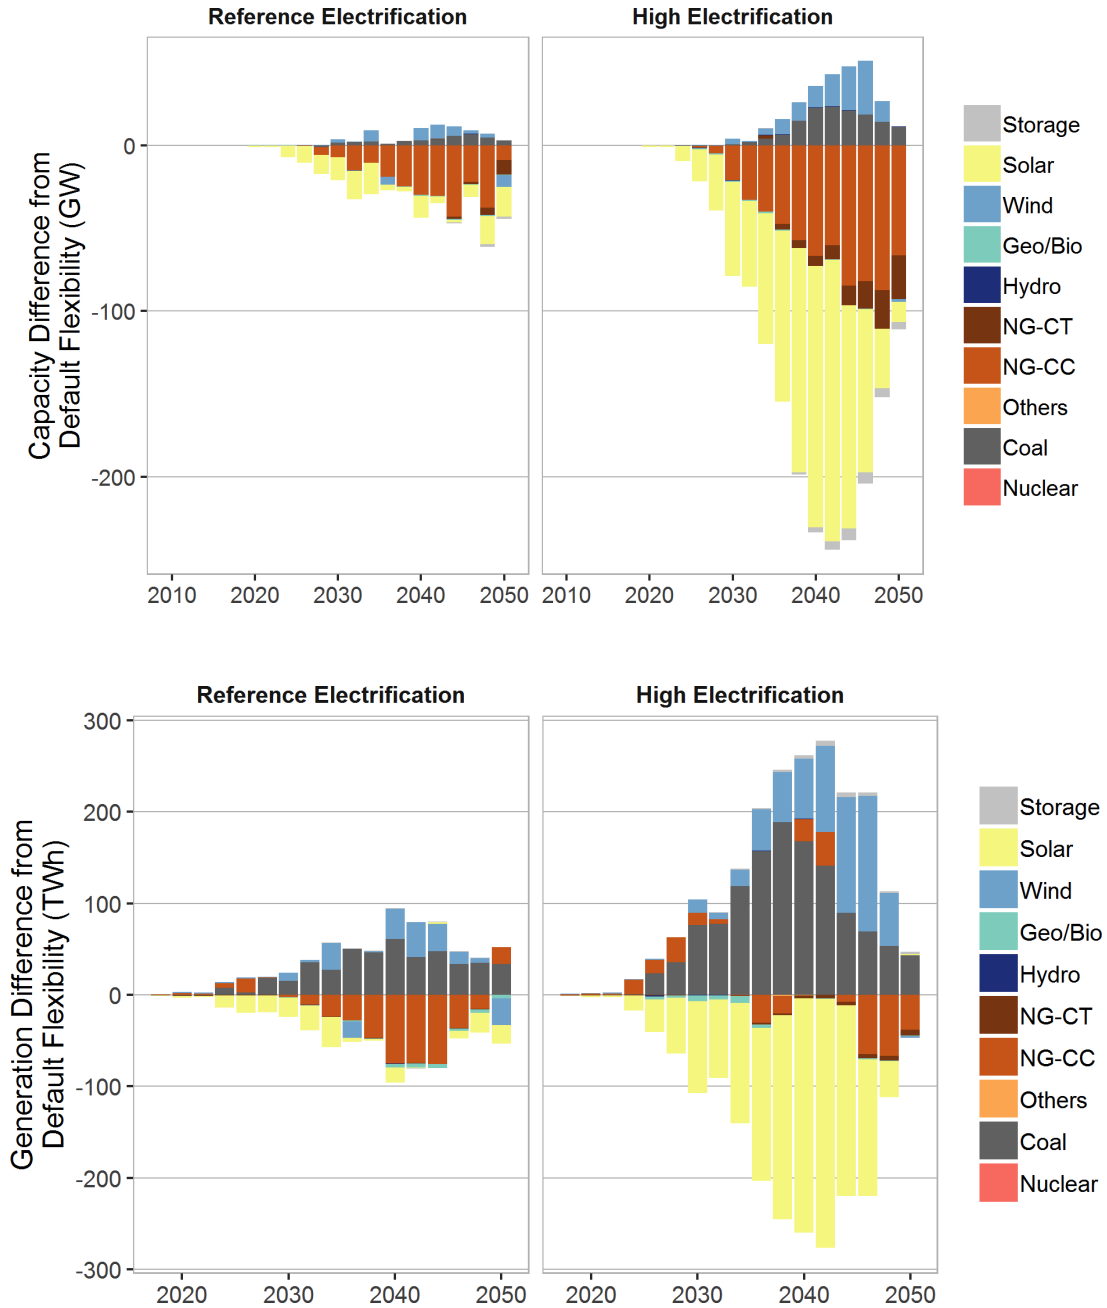 Reference Electrification
High Electrification
Capacity Difference from
Default Flexibility (GW)
0
-100
-200
2010
2020
2030
2040
2050
2010
2020
2030
2040
2050
Storage
Solar
Wind
Geo/Bio
Hydro
NG-CT
NG-CC
Others
Coal
Nuclear
Reference Electrification
High Electrification
Generation Difference from
Default Flexibility (TWh)
300
200
100
0
-100
-200
-300
2020
2030
2040
2050
2020
2030
2040
2050
Storage
Solar
Wind
Geo/Bio
Hydro
NG-CT
NG-CC
Others
Coal
Nuclear